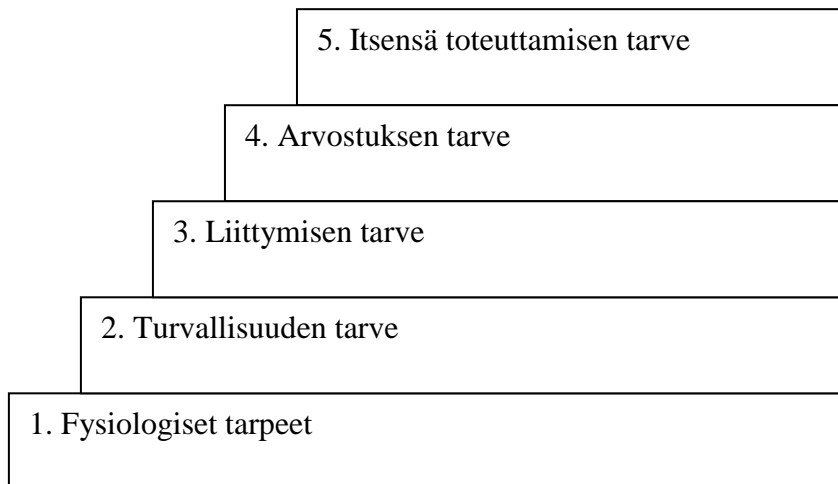 5. Itsensä toteuttamisen tarve
4. Arvostuksen tarve
3. Liittymisen tarve
2. Turvallisuuden tarve
1. Fysiologiset tarpeet